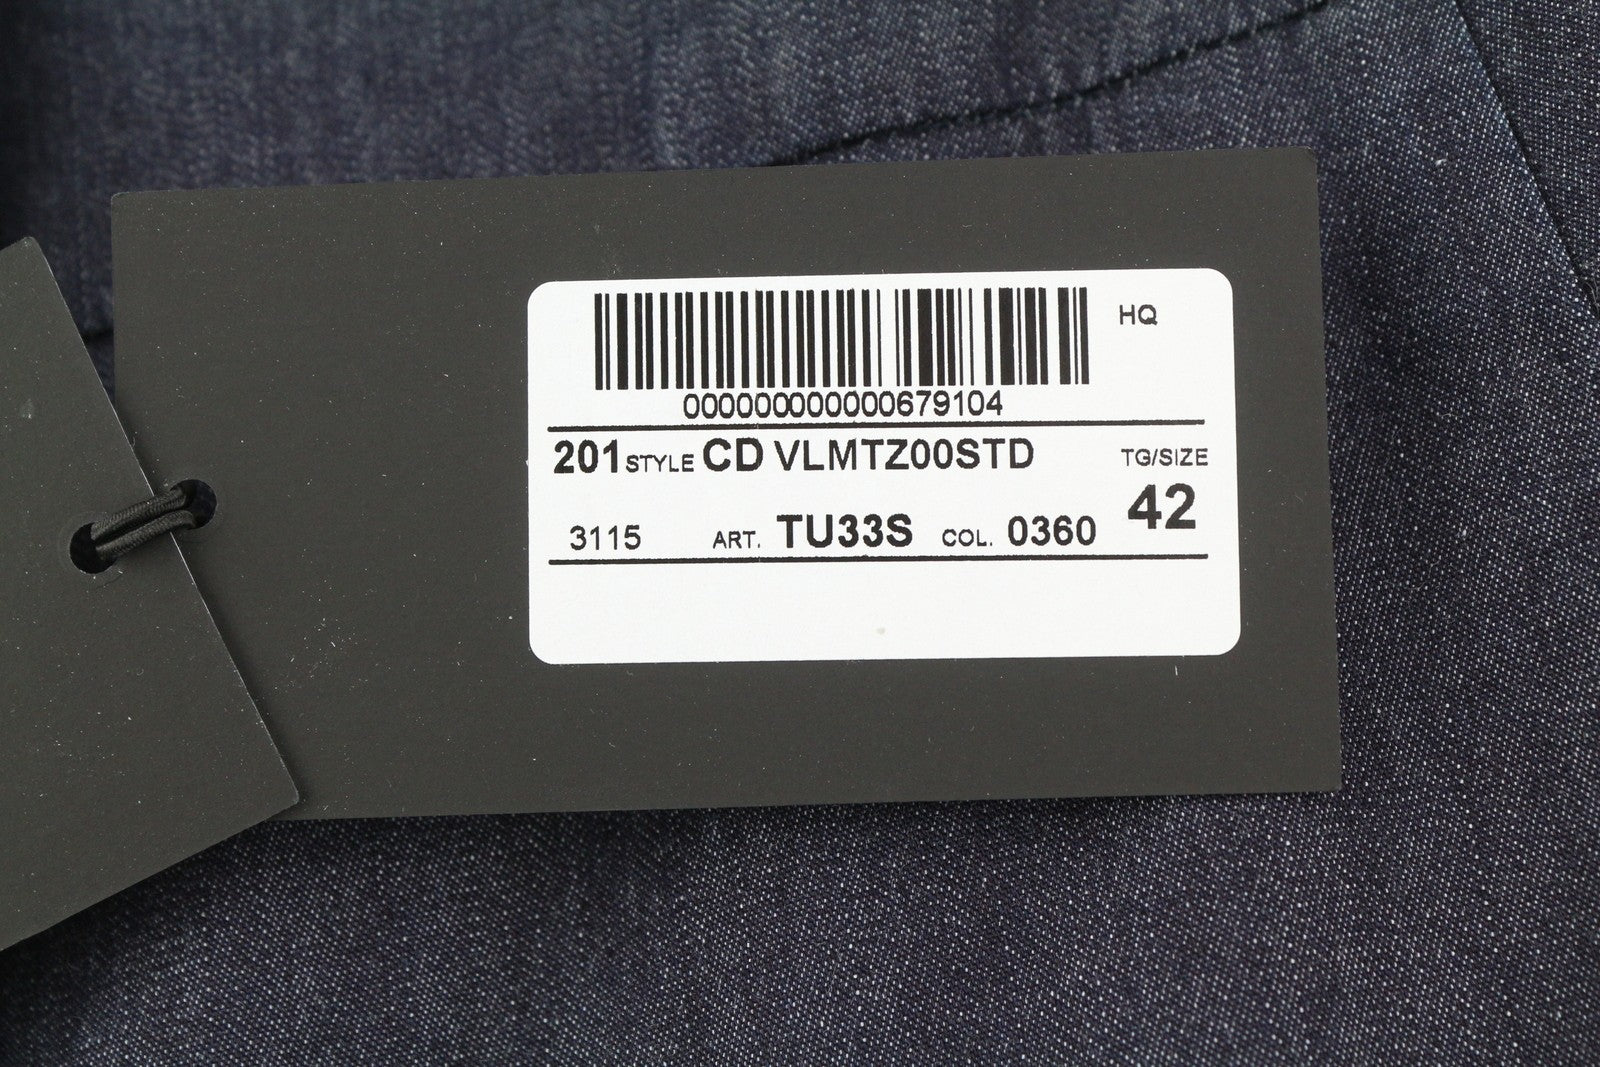 HQ
000000000000679104
201 STYLE CD VLMTZ00STD TG/SIZE
42
3115 ART. TU33S COL. 0360